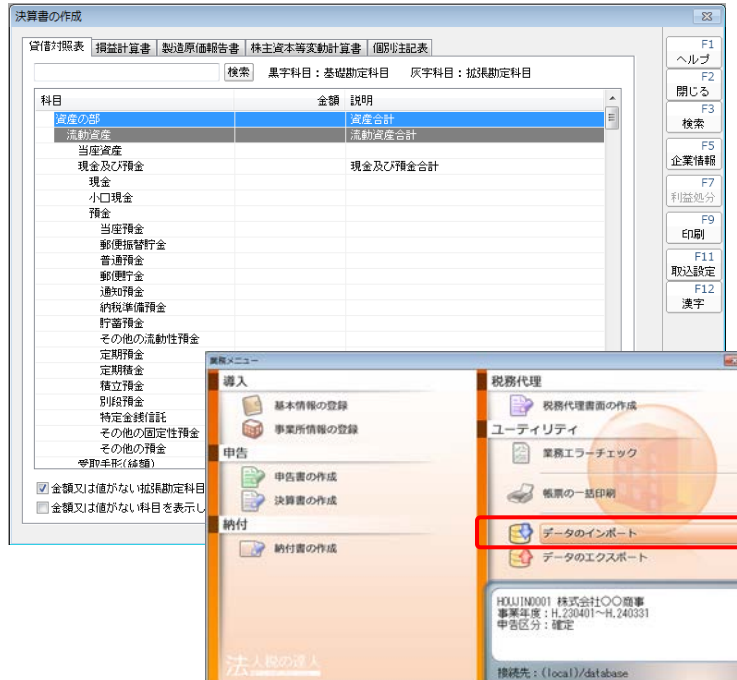 決算書の作成
貸借対照表 損益計算書 製造原価報告書 株主資本等変動計算書 個別注記表
検索 黒字科目：基礎勘定科目 灰字科目：拡張勘定科目
科目 金額 説明
資産の部 資産合計
流動資産 流動資産合計
当座資産
現金及び預金 現金及び預金合計
現金
小口現金
預金
当座預金
郵便振替貯金
普通預金
郵便貯金
通知預金
納税準備預金
貯蓄預金
その他の流動性預金
定期預金
定期積金
積立預金
別段預金
特定金銭信託
その他の固定性預金
その他の預金
受取手形(総額)
金額又は値がない拡張勘定科目
金額又は値がない科目を表示し
F1
ヘルプ
F2
閉じる
F3
検索
F5
企業情報
F7
利益処分
F9
印刷
F11
取込設定
F12
漢字
業務メニュー
導入
基本情報の登録
事業所情報の登録
申告
申告書の作成
決算書の作成
納付
納付書の作成
法人税の達人
税務代理
税務代理書面の作成
ユーティリティ
業務エラーチェック
帳票の一括印刷
データのインポート
データのエクスポート
HOUJIN0001 株式会社〇〇商事
事業年度：H.230401～H.240331
申告区分：確定
接続先：(local)/database